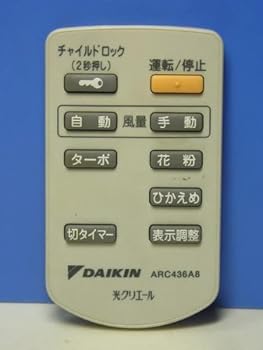 チャイルドロック 運転/停止
(2秒押し)
自動 風量 手動
ターボ 花粉
ひかえめ
切タイマー 表示調整
DAIKIN ARC436A8
光クリエール